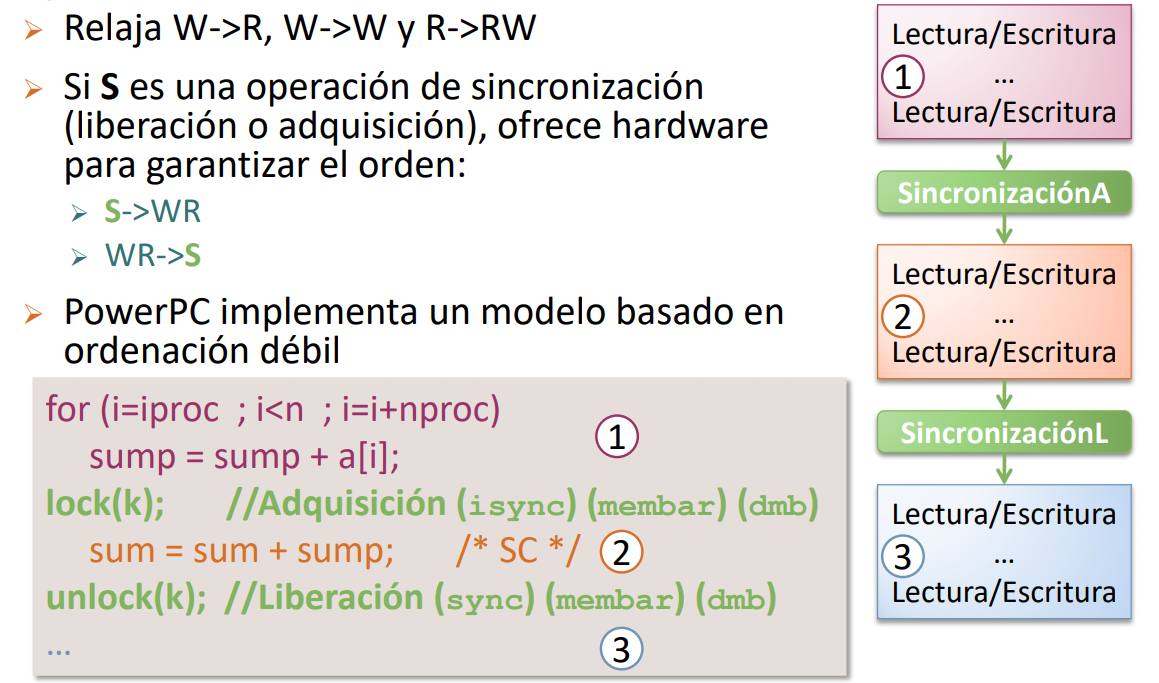 ➢ Relaja W->R, W->W y R->RW
➢ Si S es una operación de sincronización
(liberación o adquisición), ofrece hardware
para garantizar el orden:
➢ S->WR
➢ WR->S
➢ PowerPC implementa un modelo basado en
ordenación débil
for (i=iproc ; i<n ; i=i+nproc)
sump = sump + a[i];
1
lock(k); //Adquisición (isync) (membar) (dmb)
sum = sum + sump; /* SC */ 2
unlock(k); //Liberación (sync) (membar) (dmb)
... 3
Lectura/Escritura
1 ...
Lectura/Escritura
SincronizaciónA
Lectura/Escritura
2 ...
Lectura/Escritura
SincronizaciónL
Lectura/Escritura
3 ...
Lectura/Escritura